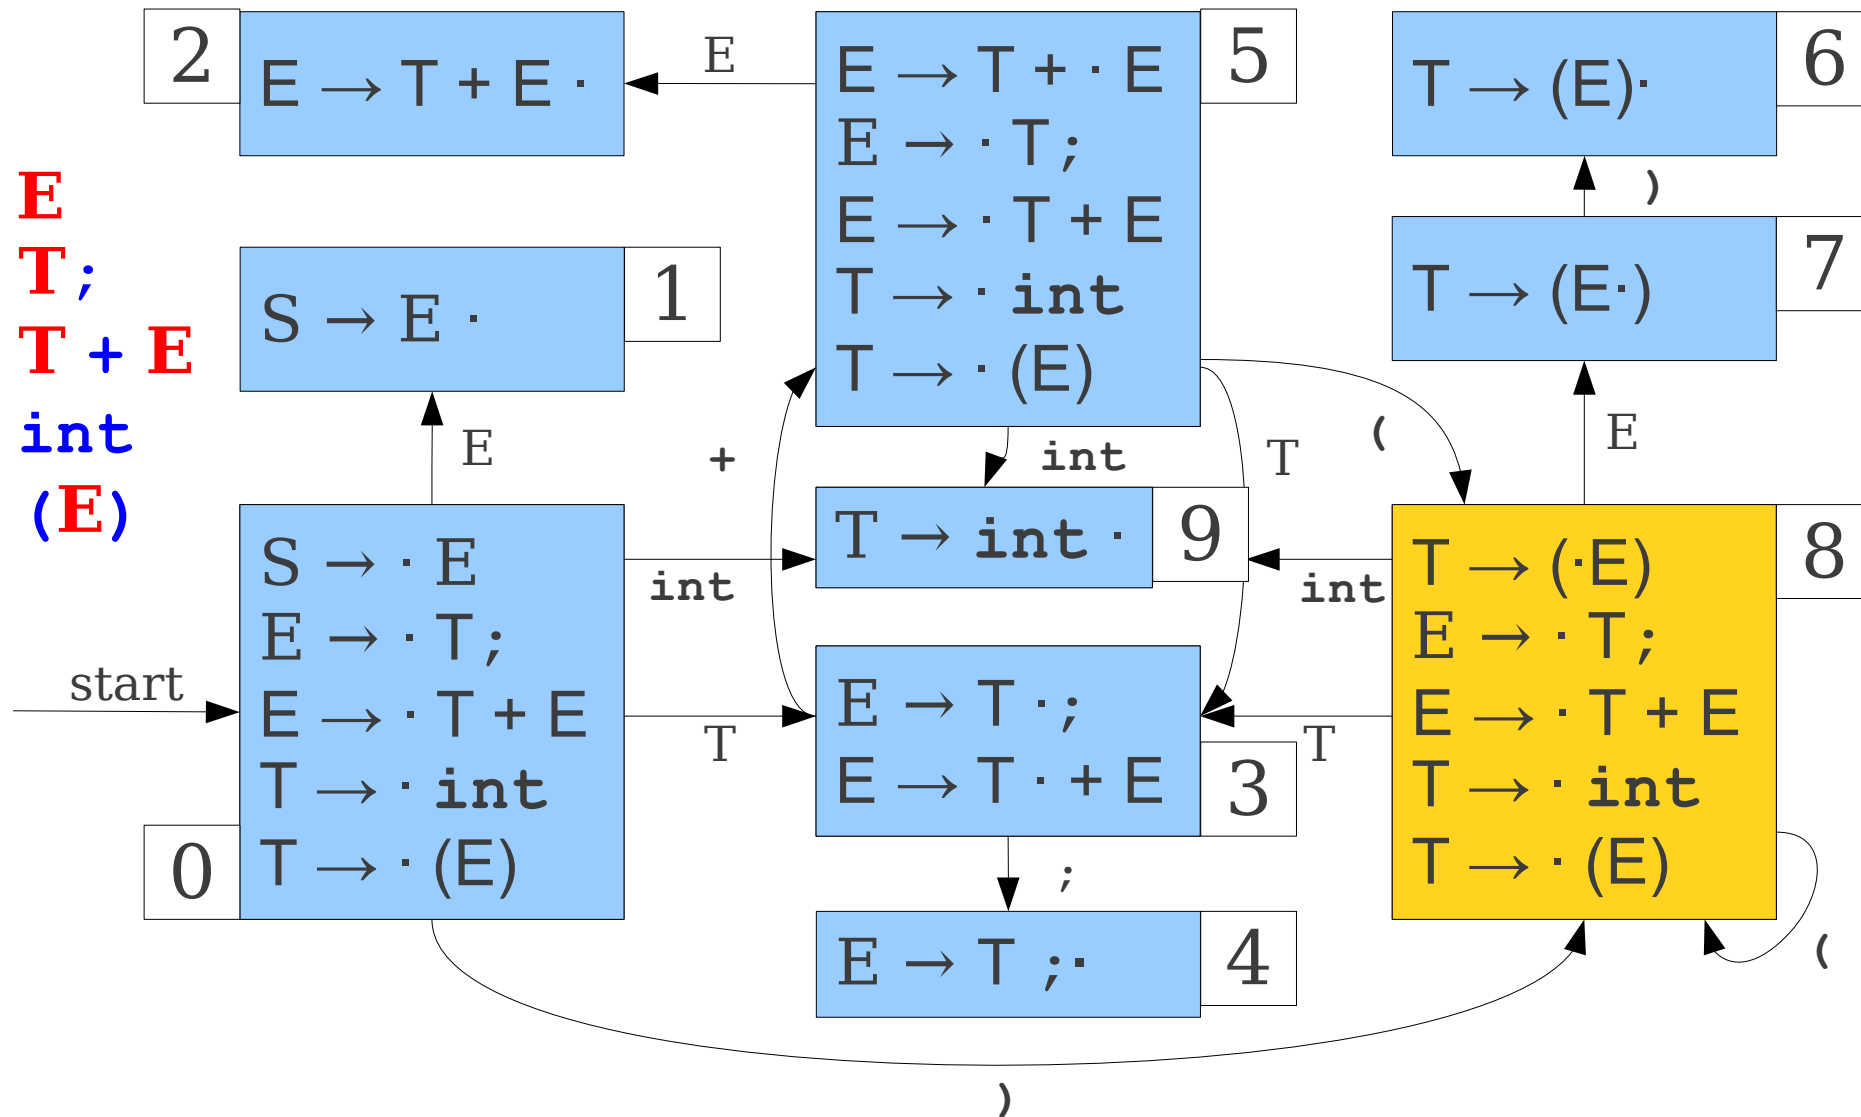 E
T ;
T + E
int
(E)
2
E → T + E ·
E
5
E → T + · E
E → · T ;
E → · T + E
T → · int
T → · (E)
6
T → (E)·
)
7
T → (E·)
1
S → E ·
E
+
int
T
(
E
T → int ·
9
int
int
start
0
S → · E
E → · T ;
E → · T + E
T → · int
T → · (E)
T
E → T · ;
E → T · + E
3
T
8
T → (·E)
E → · T ;
E → · T + E
T → · int
T → · (E)
;
E → T ;·
4
(
)